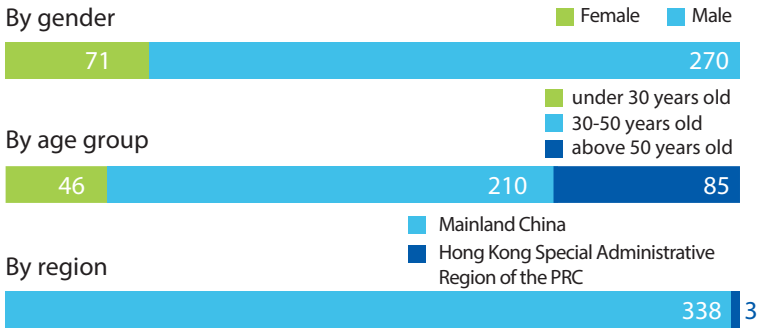 By gender
Female Male
71 270
under 30 years old
30-50 years old
By age group
above 50 years old
46 210 85
Mainland China
Hong Kong Special Administrative
Region of the PRC
By region
338 3